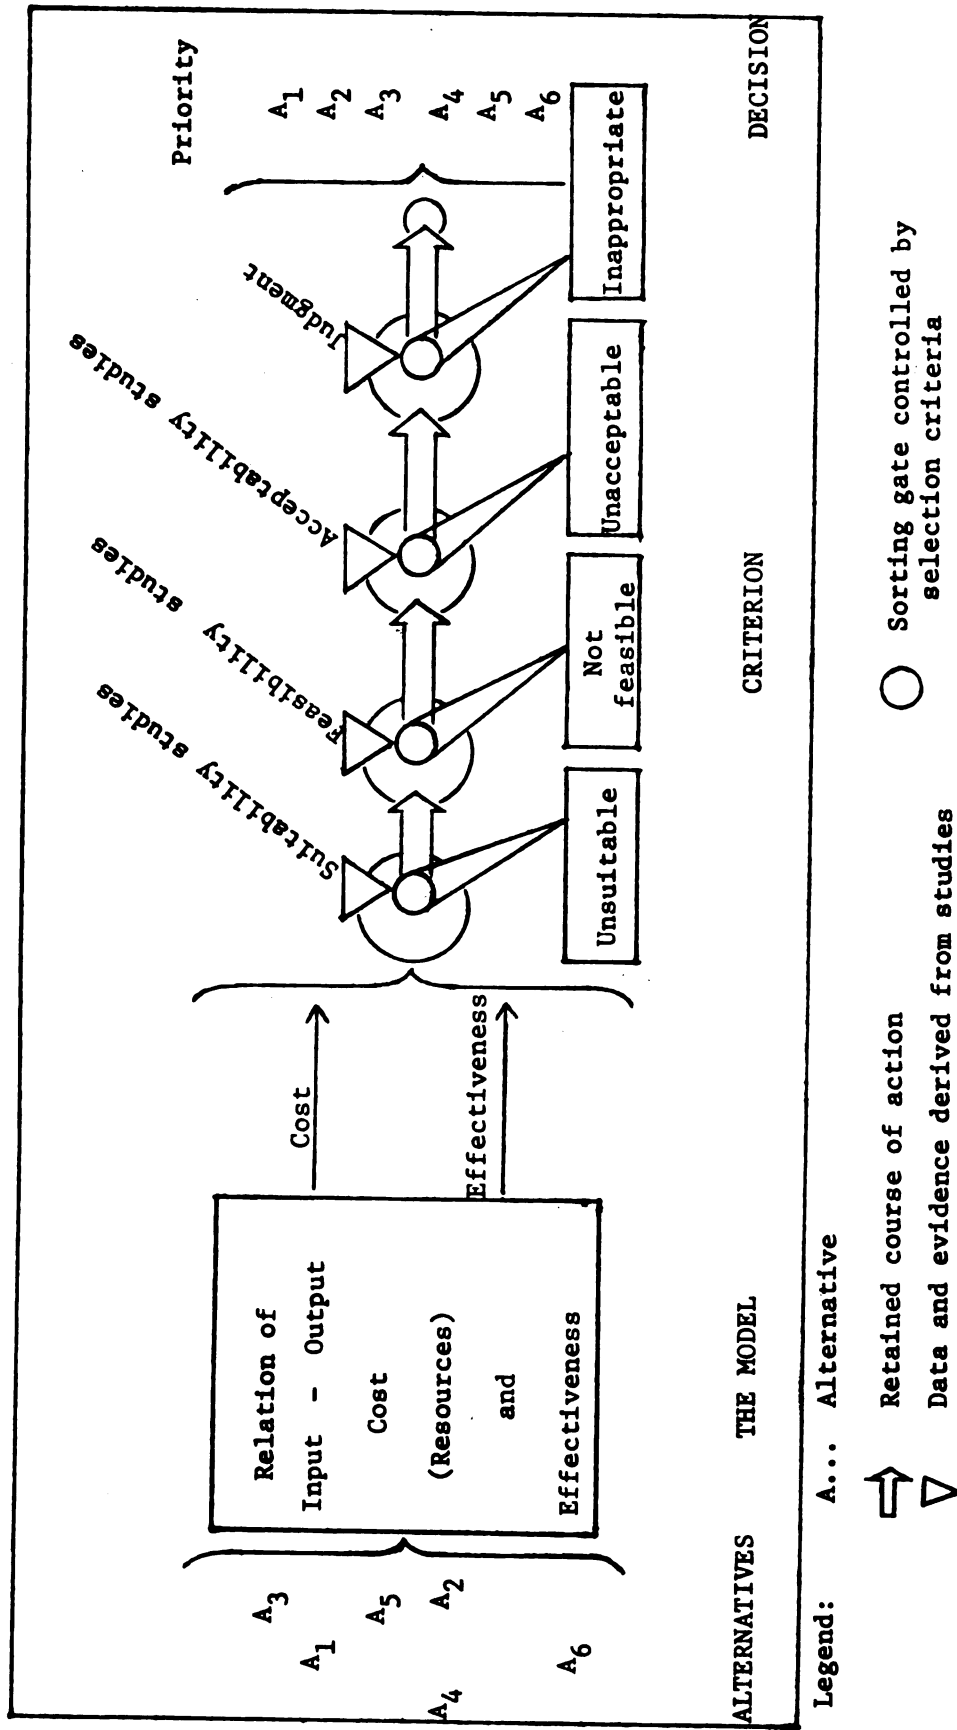 A3
A1
A5
A4
A2
A6
Relation of
Input - Output
Cost
(Resources)
and
Effectiveness
Cost
Effectiveness
Suitability studies
Feasibility studies
Acceptability studies
Judgment
Unsuitable
Not
feasible
Unacceptable
Inappropriate
Priority
A1
A2
A3
A4
A5
A6
ALTERNATIVES
THE MODEL
CRITERION
DECISION
Legend:
A... Alternative
Retained course of action
Data and evidence derived from studies
Sorting gate controlled by
selection criteria